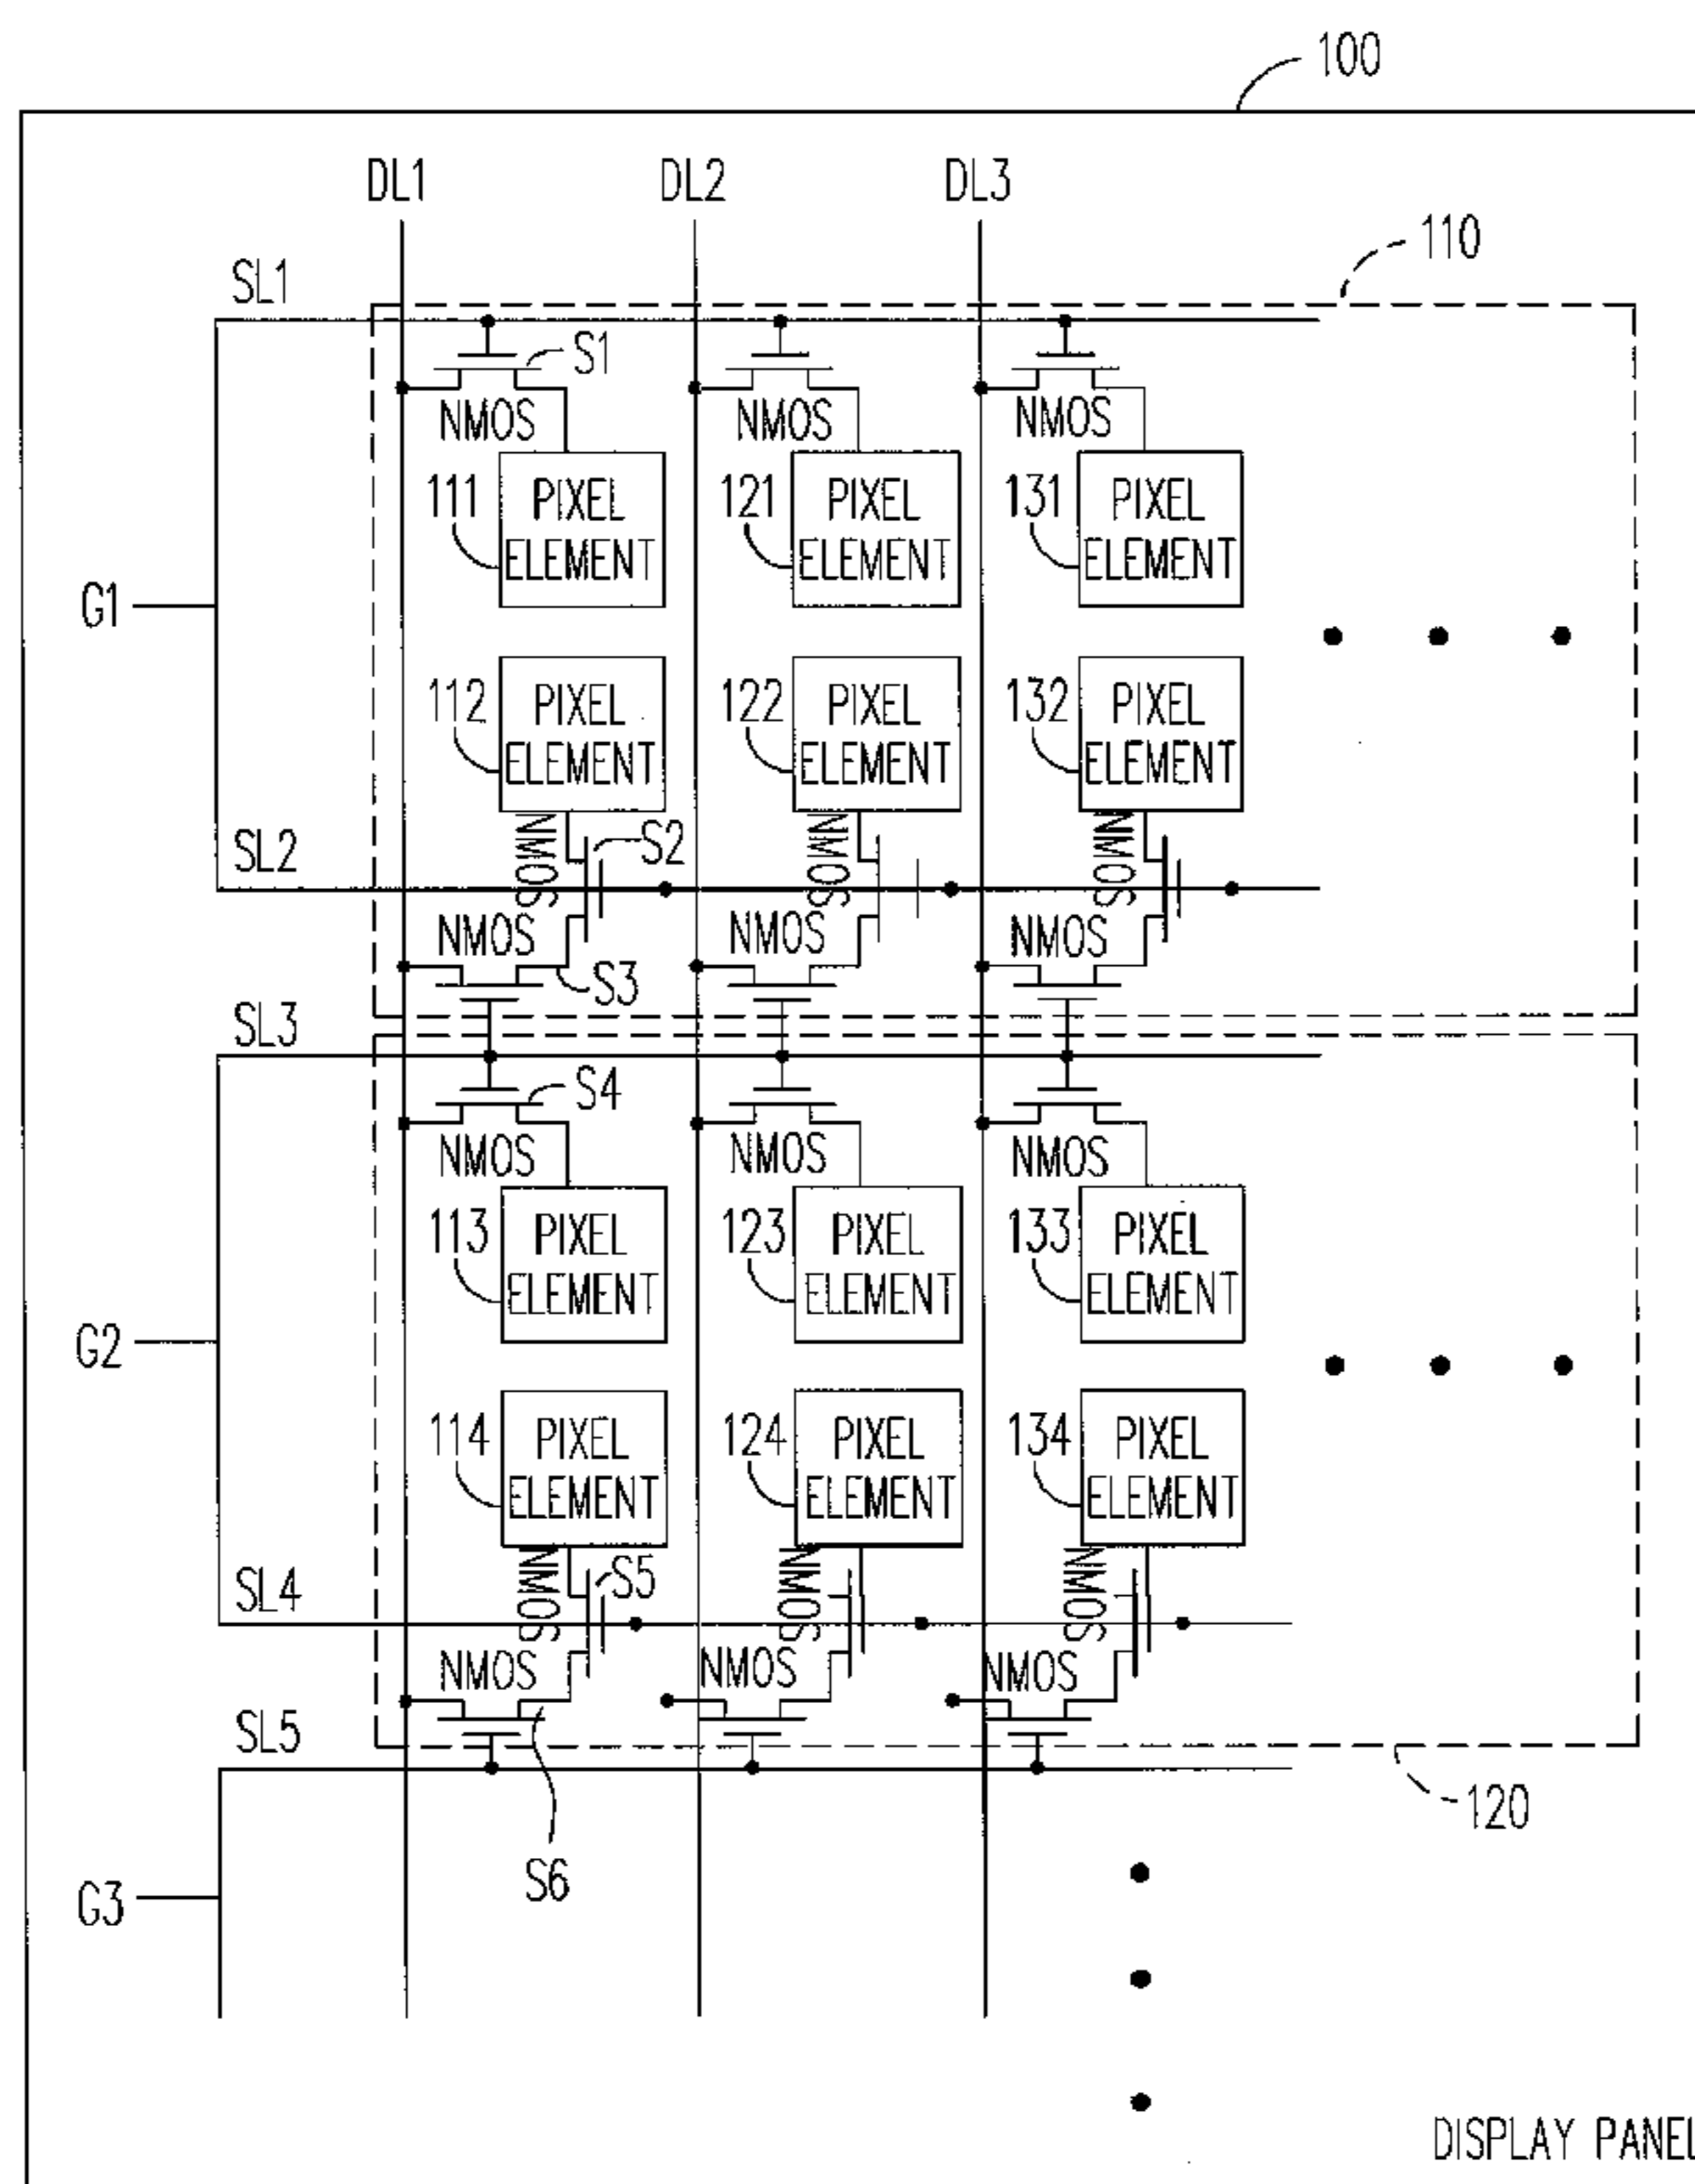 100
DL1 DL2 DL3
110
SL1
S1
NMOS NMOS NMOS
111 PIXEL ELEMENT 121 PIXEL ELEMENT 131 PIXEL ELEMENT
G1
112 PIXEL ELEMENT 122 PIXEL ELEMENT 132 PIXEL ELEMENT
SL2
NMOS S2 NMOS NMOS
NMOS NMOS NMOS
S3
SL3
S4
NMOS NMOS NMOS
113 PIXEL ELEMENT 123 PIXEL ELEMENT 133 PIXEL ELEMENT
G2
114 PIXEL ELEMENT 124 PIXEL ELEMENT 134 PIXEL ELEMENT
SL4
NMOS S5 NMOS NMOS
NMOS NMOS NMOS
SL5
120
S6
G3
DISPLAY PANEL